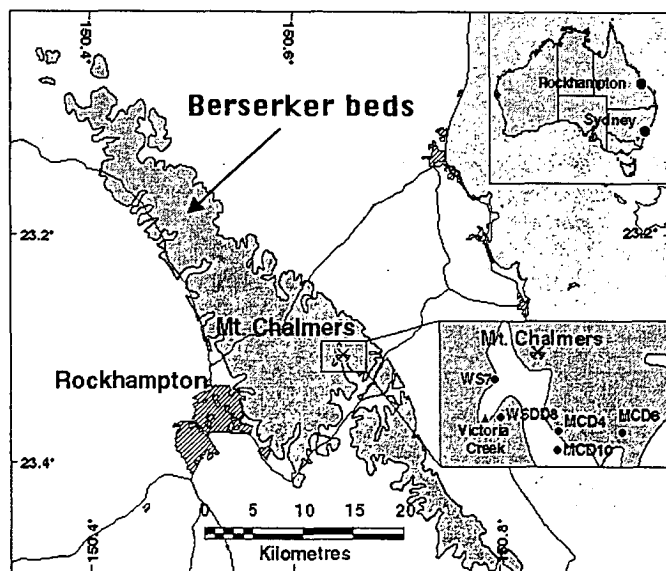 150.4°
150.6°
Berserker beds
Rockhampton
Sydney
23.2°
23.2°
Mt. Chalmers
Rockhampton
Mt. Chalmers
WS7
WSDD8
MCD4
MCD6
Victoria
Creek
MCD10
23.4°
0 5 10 15 20
Kilometres
150.4°
150.8°